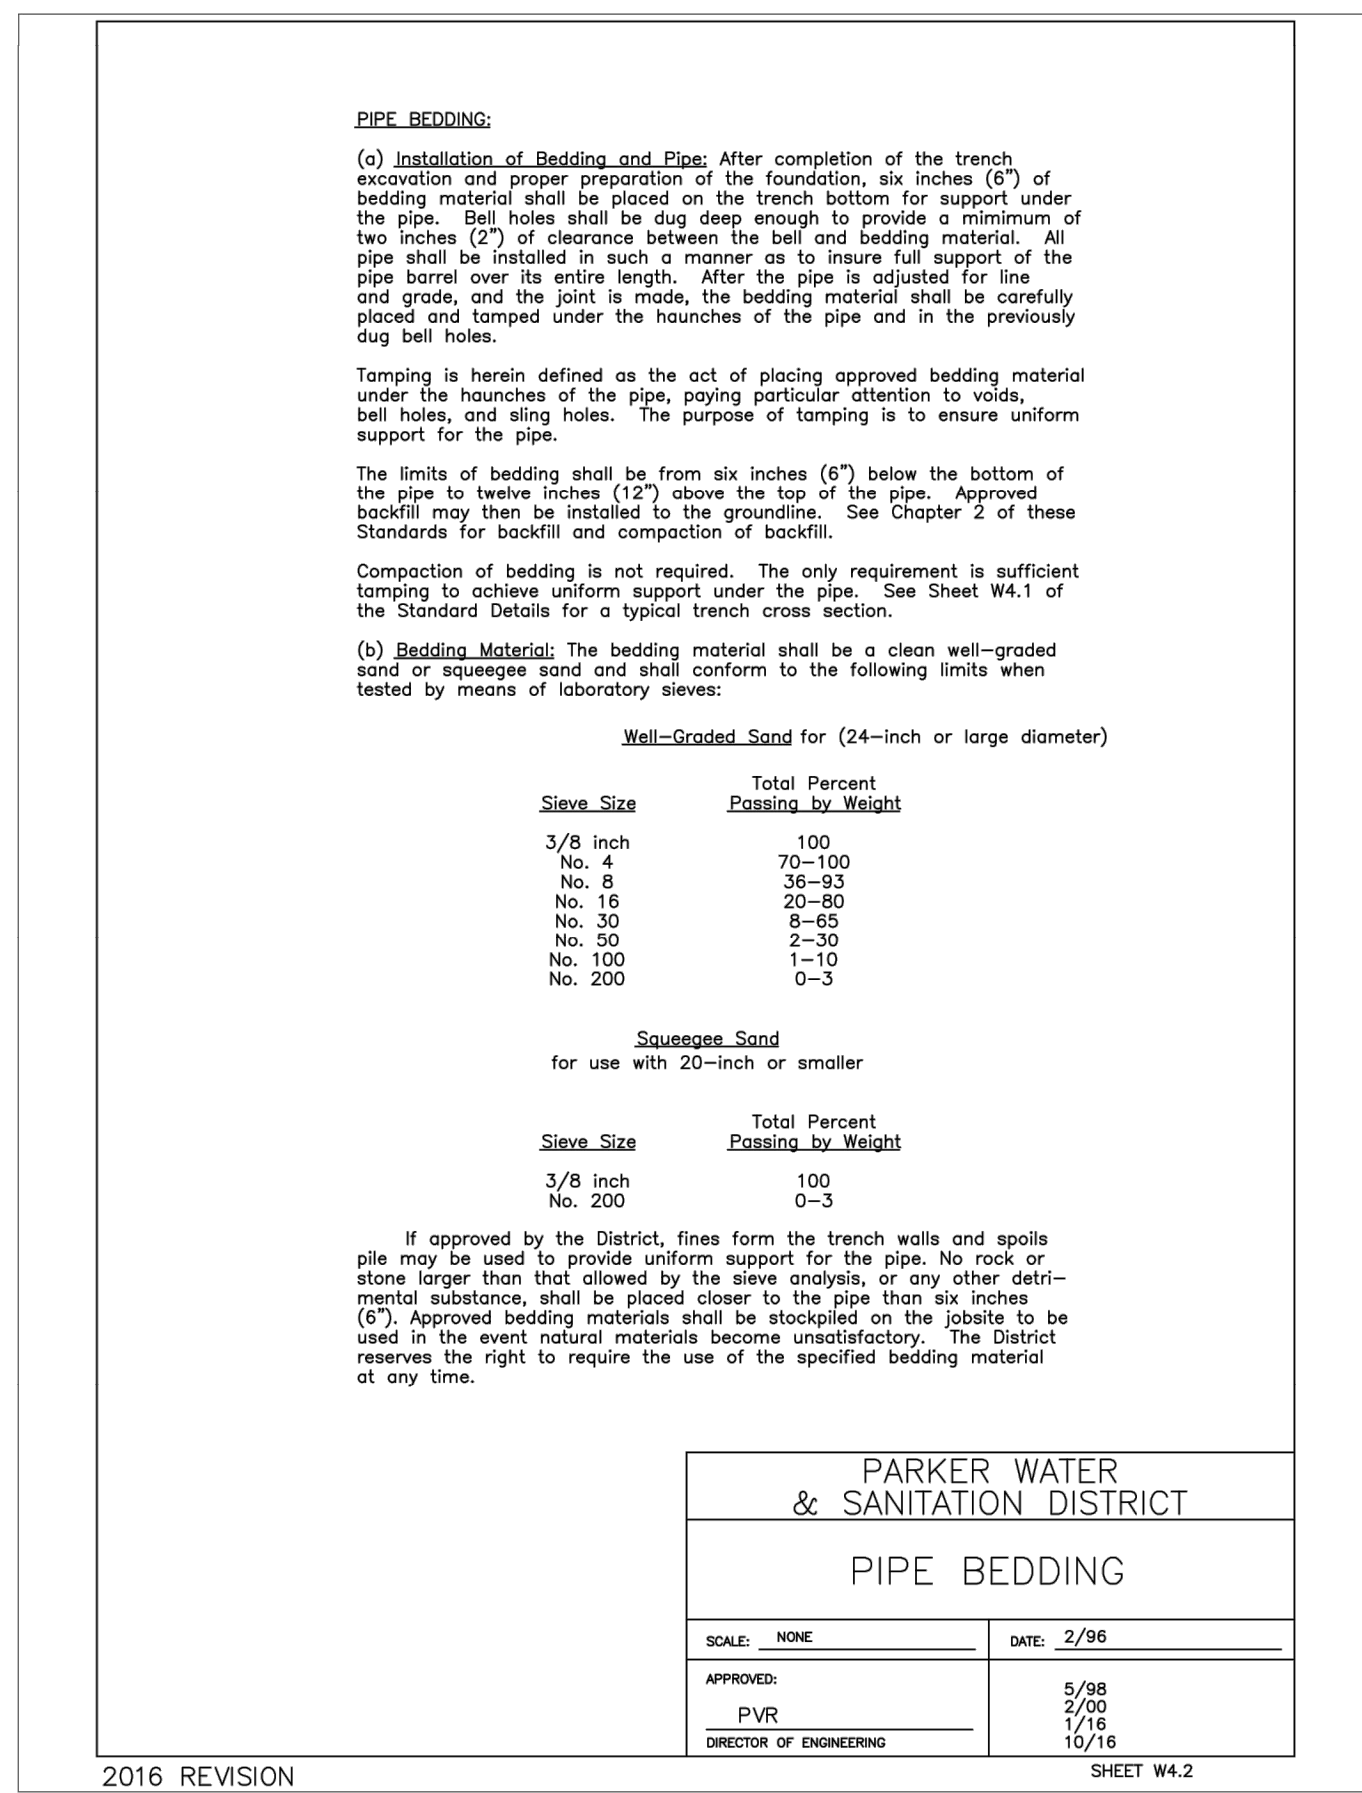 PIPE BEDDING:
(a) Installation of Bedding and Pipe: After completion of the trench
excavation and proper preparation of the foundation, six inches (6") of
bedding material shall be placed on the trench bottom for support under
the pipe. Bell holes shall be dug deep enough to provide a mimimum of
two inches (2") of clearance between the bell and bedding material. All
pipe shall be installed in such a manner as to insure full support of the
pipe barrel over its entire length. After the pipe is adjusted for line
and grade, and the joint is made, the bedding material shall be carefully
placed and tamped under the haunches of the pipe and in the previously
dug bell holes.
Tamping is herein defined as the act of placing approved bedding material
under the haunches of the pipe, paying particular attention to voids,
bell holes, and sling holes. The purpose of tamping is to ensure uniform
support for the pipe.
The limits of bedding shall be from six inches (6") below the bottom of
the pipe to twelve inches (12") above the top of the pipe. Approved
backfill may then be installed to the groundline. See Chapter 2 of these
Standards for backfill and compaction of backfill.
Compaction of bedding is not required. The only requirement is sufficient
tamping to achieve uniform support under the pipe. See Sheet W4.1 of
the Standard Details for a typical trench cross section.
(b) Bedding Material: The bedding material shall be a clean well-graded
sand or squeegee sand and shall conform to the following limits when
tested by means of laboratory sieves:
Well-Graded Sand for (24-inch or large diameter)
Total Percent
Sieve Size Passing by Weight
3/8 inch 100
No. 4 70-100
No. 8 36-93
No. 16 20-80
No. 30 8-65
No. 50 2-30
No. 100 1-10
No. 200 0-3
Squeegee Sand
for use with 20-inch or smaller
Total Percent
Sieve Size Passing by Weight
3/8 inch 100
No. 200 0-3
If approved by the District, fines form the trench walls and spoils
pile may be used to provide uniform support for the pipe. No rock or
stone larger than that allowed by the sieve analysis, or any other detri-
mental substance, shall be placed closer to the pipe than six inches
(6"). Approved bedding materials shall be stockpiled on the jobsite to be
used in the event natural materials become unsatisfactory. The District
reserves the right to require the use of the specified bedding material
at any time.
PARKER WATER
& SANITATION DISTRICT
PIPE BEDDING
SCALE: NONE
DATE: 2/96
APPROVED:
PVR
DIRECTOR OF ENGINEERING
5/98
2/00
1/16
10/16
2016 REVISION
SHEET W4.2